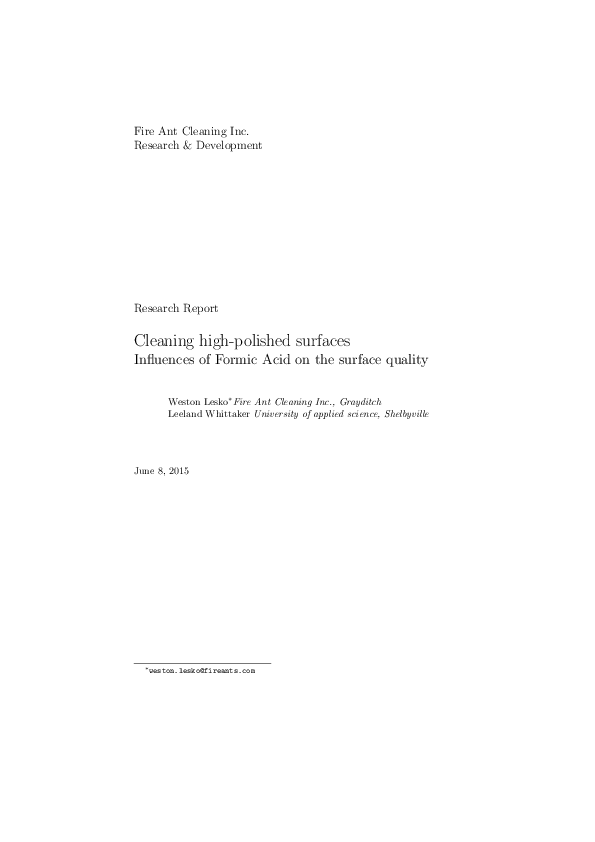 Fire Ant Cleaning Inc.
Research & Development
Research Report
Cleaning high-polished surfaces
Influences of Formic Acid on the surface quality
Weston Lesko* Fire Ant Cleaning Inc., Grayditch
Leeland Whittaker University of applied science, Shelbyville
June 8, 2015
*weston.lesko@fireants.com